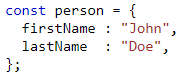 const person = {
  firstName : "John",
  lastName  : "Doe",
};